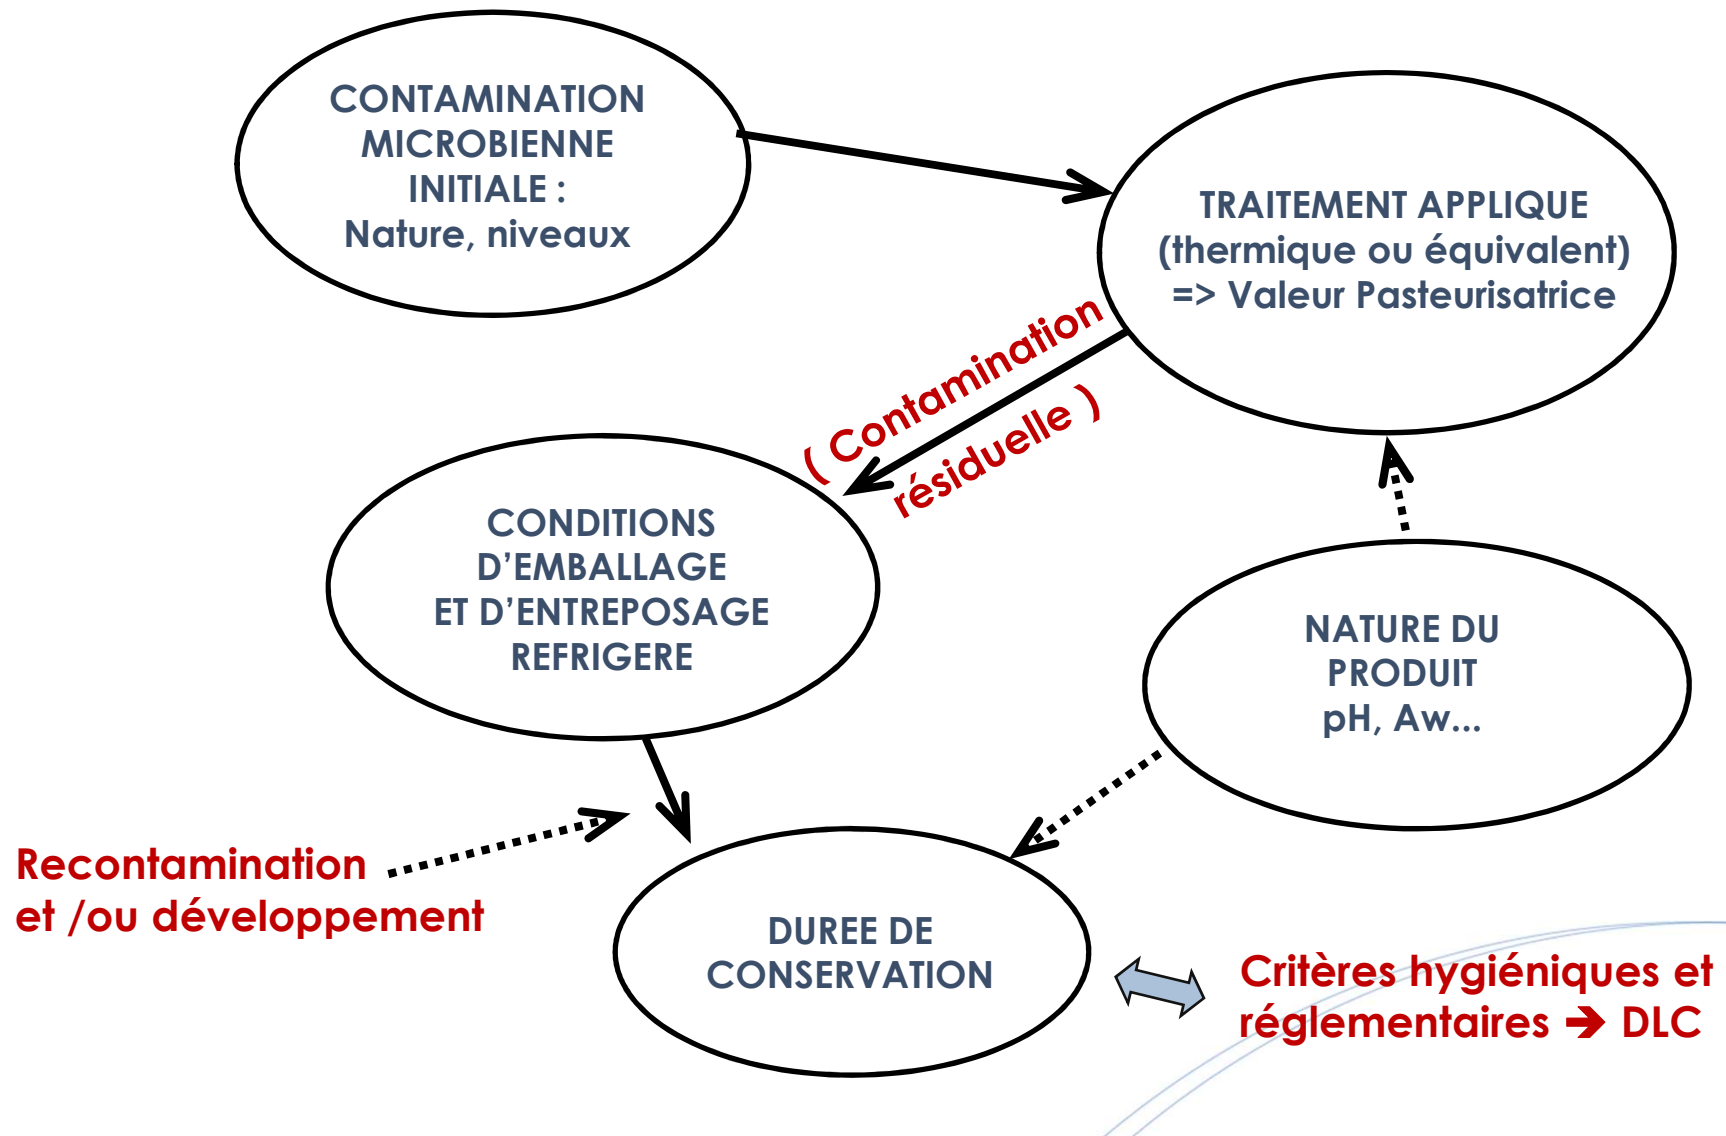 CONTAMINATION
MICROBIENNE
INITIALE :
Nature, niveaux
TRAITEMENT APPLIQUE
(thermique ou équivalent)
=> Valeur Pasteurisatrice
( Contamination
résiduelle )
CONDITIONS
D’EMBALLAGE
ET D’ENTREPOSAGE
REFRIGERE
NATURE DU
PRODUIT
pH, Aw...
Recontamination
et /ou développement
DUREE DE
CONSERVATION
Critères hygiéniques et
réglementaires ➔ DLC